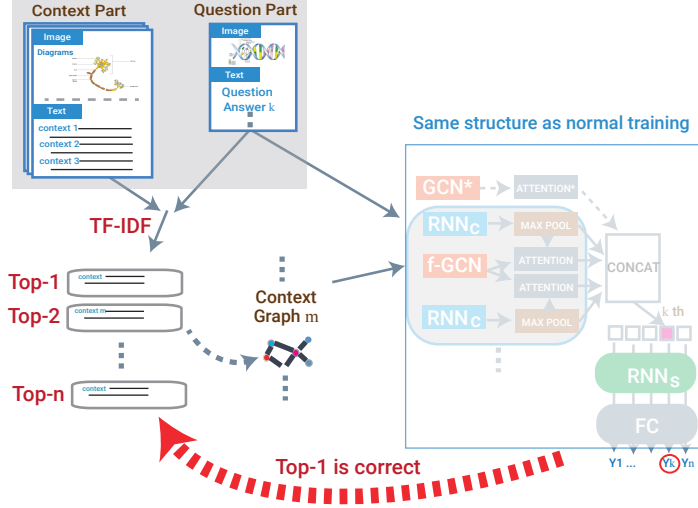 Context Part
Question Part
Image
Diagrams
Text
context 1
context 2
context 3
Image
Text
Question
Answer k
Same structure as normal training
TF-IDF
Top-1
context
Top-2
context m
Top-n
context
Context
Graph m
GCN*
ATTENTION*
RNNc
MAX POOL
f-GCN
ATTENTION
ATTENTION
RNNc
MAX POOL
CONCAT
k th
RNNs
FC
Y1 ... Yk Yn
Top-1 is correct